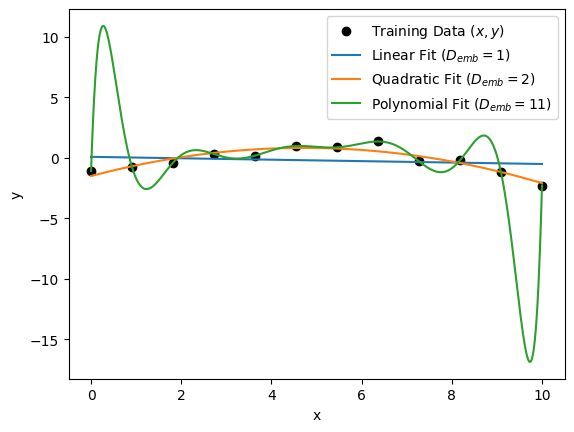 Training Data (x, y)
Linear Fit (D_emb = 1)
Quadratic Fit (D_emb = 2)
Polynomial Fit (D_emb = 11)
10
5
0
−5
−10
−15
y
0 2 4 6 8 10
x